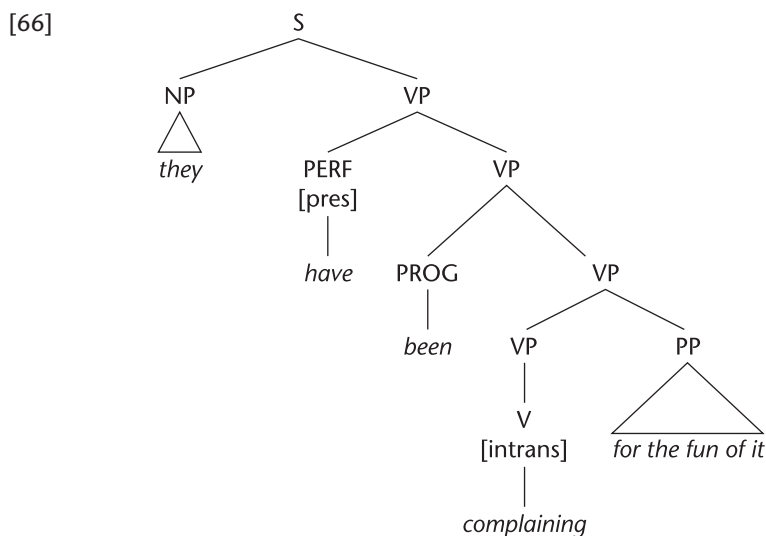 [66]
S
NP VP
they PERF VP
[pres]
have PROG VP
been VP PP
V
[intrans] for the fun of it
complaining